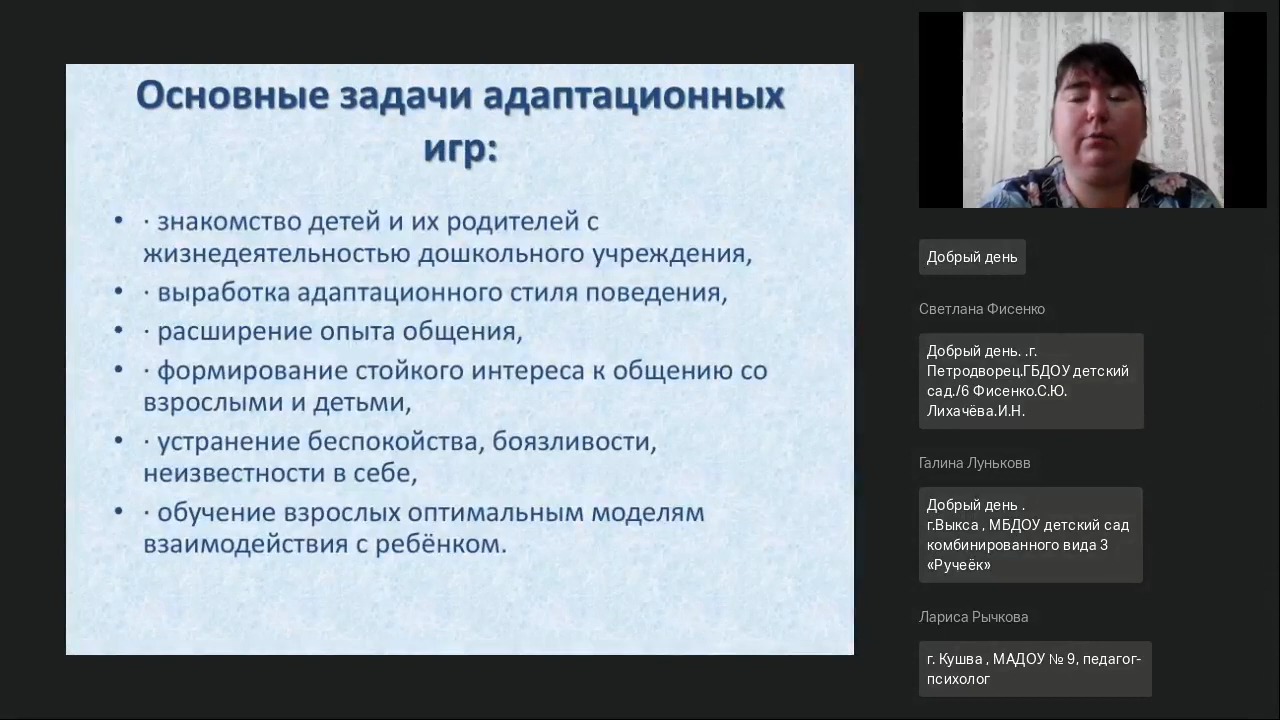 Основные задачи адаптационных
игр:
• · знакомство детей и их родителей с
жизнедеятельностью дошкольного учреждения,
• · выработка адаптационного стиля поведения,
• · расширение опыта общения,
• · формирование стойкого интереса к общению со
взрослыми и детьми,
• · устранение беспокойства, боязливости,
неизвестности в себе,
• · обучение взрослых оптимальным моделям
взаимодействия с ребёнком.
Добрый день
Светлана Фисенко
Добрый день. .г.
Петродворец.ГБДОУ детский
сад./6 Фисенко.С.Ю.
Лихачёва.И.Н.
Галина Луньковв
Добрый день .
г.Выкса , МБДОУ детский сад
комбинированного вида 3
«Ручеёк»
Лариса Рычкова
г. Кушва , МАДОУ № 9, педагог-
психолог